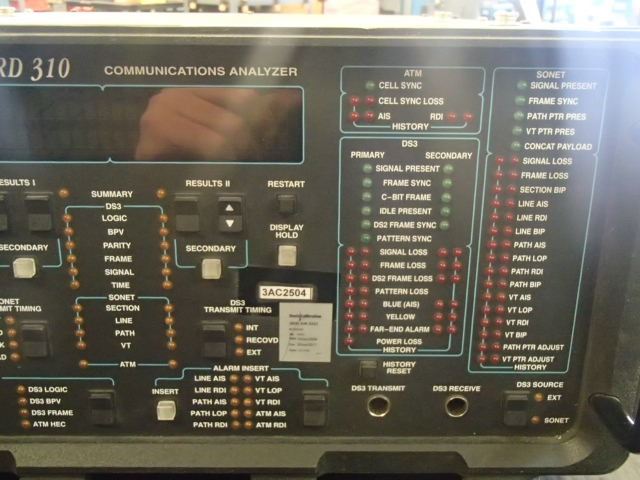 RD 310 COMMUNICATIONS ANALYZER
ATM
CELL SYNC
CELL SYNC LOSS
AIS RDI
HISTORY
SONET
SIGNAL PRESENT
FRAME SYNC
PATH PTR PRES
VT PTR PRES
CONCAT PAYLOAD
SIGNAL LOSS
FRAME LOSS
SECTION BIP
LINE AIS
LINE RDI
LINE BIP
PATH AIS
PATH LOP
PATH RDI
PATH BIP
VT AIS
VT LOP
VT RDI
VT BIP
PATH PTR ADJUST
VT PTR ADJUST
HISTORY
DS3
PRIMARY SECONDARY
SIGNAL PRESENT
FRAME SYNC
C-BIT FRAME
IDLE PRESENT
DS2 FRAME SYNC
PATTERN SYNC
SIGNAL LOSS
FRAME LOSS
DS2 FRAME LOSS
PATTERN LOSS
BLUE (AIS)
YELLOW
FAR-END ALARM
POWER LOSS
HISTORY
HISTORY
RESET
DS3 TRANSMIT
DS3 RECEIVE
DS3 SOURCE
EXT
SONET
RESULTS I
SUMMARY
DS3
LOGIC
BPV
PARITY
FRAME
SIGNAL
TIME
SONET
SECTION
LINE
PATH
VT
ATM
RESULTS II
RESTART
DISPLAY
HOLD
SECONDARY
SECONDARY
3AC2504
SONET
TRANSMIT TIMING
DS3
TRANSMIT TIMING
INT
RECOVD
EXT
ALARM INSERT
INSERT
LINE AIS VT AIS
LINE RDI VT LOP
PATH AIS VT RDI
PATH LOP ATM AIS
PATH RDI ATM RDI
DS3 LOGIC
DS3 BPV
DS3 FRAME
ATM HEC